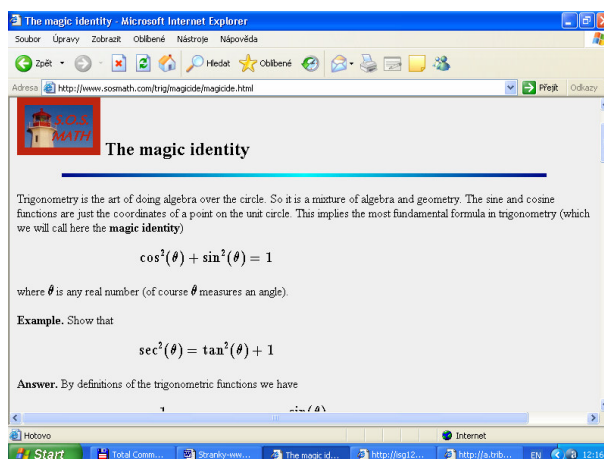 The magic identity - Microsoft Internet Explorer
Soubor Úpravy Zobrazit Oblíbené Nástroje Nápověda
Zpět Hledat Oblíbené
Adresa http://www.sosmath.com/trig/magicide/magicide.html Přejít Odkazy
S.O.S.
MATH
The magic identity
Trigonometry is the art of doing algebra over the circle. So it is a mixture of algebra and geometry. The sine and cosine
functions are just the coordinates of a point on the unit circle. This implies the most fundamental formula in trigonometry (which
we will call here the magic identity)
cos²(θ) + sin²(θ) = 1
where θ is any real number (of course θ measures an angle).
Example. Show that
sec²(θ) = tan²(θ) + 1
Answer. By definitions of the trigonometric functions we have
1 sin(θ)
Hotovo Internet
Start Total Comm... Stranky-ww... The magic id... http://isg12... http://a.trib... EN 12:16